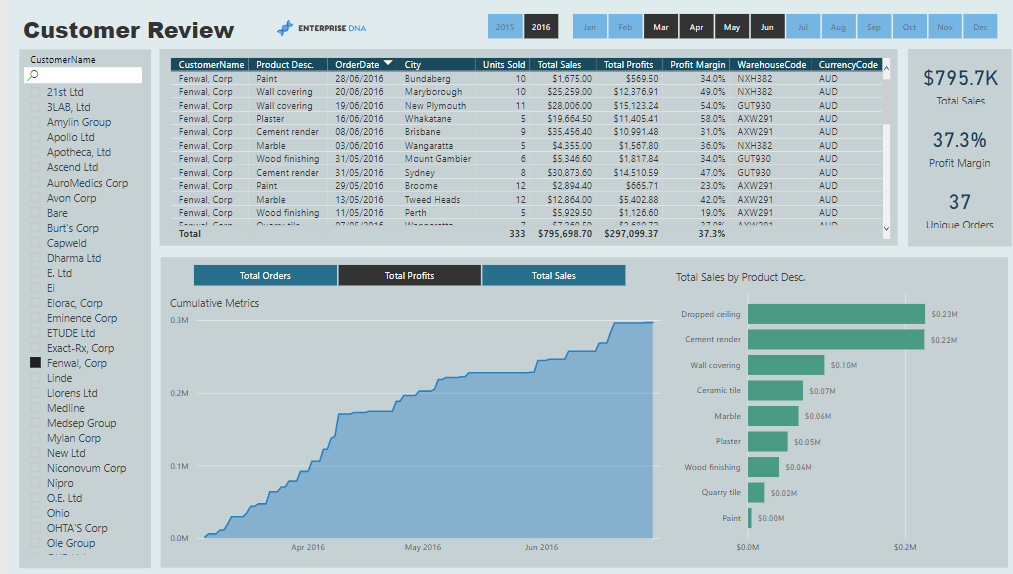 Customer Review
ENTERPRISE DNA
2015 2016
Jan Feb Mar Apr May Jun Jul Aug Sep Oct Nov Dec
CustomerName
21st Ltd
3LAB, Ltd
Amylin Group
Apollo Ltd
Apotheca, Ltd
Ascend Ltd
AuroMedics Corp
Avon Corp
Bare
Burt's Corp
Capweld
Dharma Ltd
E. Ltd
Ei
Elorac, Corp
Eminence Corp
ETUDE Ltd
Exact-Rx, Corp
Fenwal, Corp
Linde
Llorens Ltd
Medline
Medsep Group
Mylan Corp
New Ltd
Niconovum Corp
Nipro
O.E. Ltd
Ohio
OHTA'S Corp
Ole Group
CustomerName Product Desc. OrderDate City Units Sold Total Sales Total Profits Profit Margin WarehouseCode CurrencyCode
Fenwal, Corp Paint 28/06/2016 Bundaberg 10 $1,675.00 $569.50 34.0% NXH382 AUD
Fenwal, Corp Wall covering 20/06/2016 Maryborough 10 $25,259.00 $12,376.91 49.0% NXH382 AUD
Fenwal, Corp Wall covering 19/06/2016 New Plymouth 11 $28,006.00 $15,123.24 54.0% GUT930 AUD
Fenwal, Corp Plaster 16/06/2016 Whakatane 5 $19,664.50 $11,405.41 58.0% AXW291 AUD
Fenwal, Corp Cement render 08/06/2016 Brisbane 9 $35,456.40 $10,991.48 31.0% AXW291 AUD
Fenwal, Corp Marble 03/06/2016 Wangaratta 5 $4,355.00 $1,567.80 36.0% NXH382 AUD
Fenwal, Corp Wood finishing 31/05/2016 Mount Gambier 6 $5,346.60 $1,817.84 34.0% GUT930 AUD
Fenwal, Corp Cement render 31/05/2016 Sydney 8 $30,873.60 $14,510.59 47.0% GUT930 AUD
Fenwal, Corp Paint 29/05/2016 Broome 12 $2,894.40 $665.71 23.0% AXW291 AUD
Fenwal, Corp Marble 13/05/2016 Tweed Heads 12 $12,864.00 $5,402.88 42.0% AXW291 AUD
Fenwal, Corp Wood finishing 11/05/2016 Perth 5 $5,929.50 $1,126.60 19.0% AXW291 AUD
Total 333 $795,698.70 $297,099.37 37.3%
$795.7K
Total Sales
37.3%
Profit Margin
37
Unique Orders
Total Orders Total Profits Total Sales
Cumulative Metrics
0.3M
0.2M
0.1M
0.0M
Apr 2016 May 2016 Jun 2016
Total Sales by Product Desc.
Dropped ceiling $0.23M
Cement render $0.22M
Wall covering $0.10M
Ceramic tile $0.07M
Marble $0.06M
Plaster $0.05M
Wood finishing $0.04M
Quarry tile $0.02M
Paint $0.00M
$0.0M $0.2M